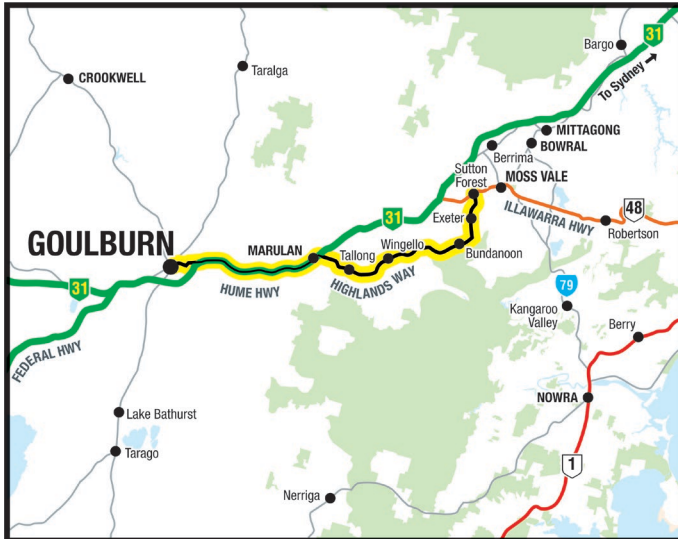 31
Bargo
To Sydney
CROOKWELL
Taralga
MITTAGONG
BOWRAL
Berrima
Sutton
Forest
MOSS VALE
ILLAWARRA HWY
48
Robertson
31
Exeter
GOULBURN
MARULAN
Tallong
Wingello
Bundanoon
HIGHLANDS WAY
HUME HWY
31
FEDERAL HWY
79
Kangaroo
Valley
Berry
NOWRA
Lake Bathurst
Tarago
1
Nerriga